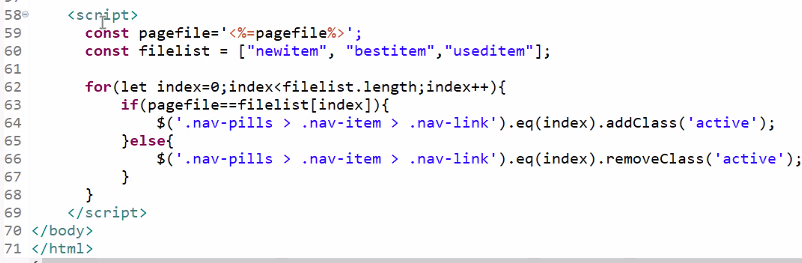 58 <script>
59 const pagefile='<%=pagefile%>';
60 const filelist = ["newitem", "bestitem","useditem"];
61
62 for(let index=0;index<filelist.length;index++){
63 if(pagefile==filelist[index]){
64 $('.nav-pills > .nav-item > .nav-link').eq(index).addClass('active');
65 }else{
66 $('.nav-pills > .nav-item > .nav-link').eq(index).removeClass('active');
67 }
68 }
69 </script>
70 </body>
71 </html>